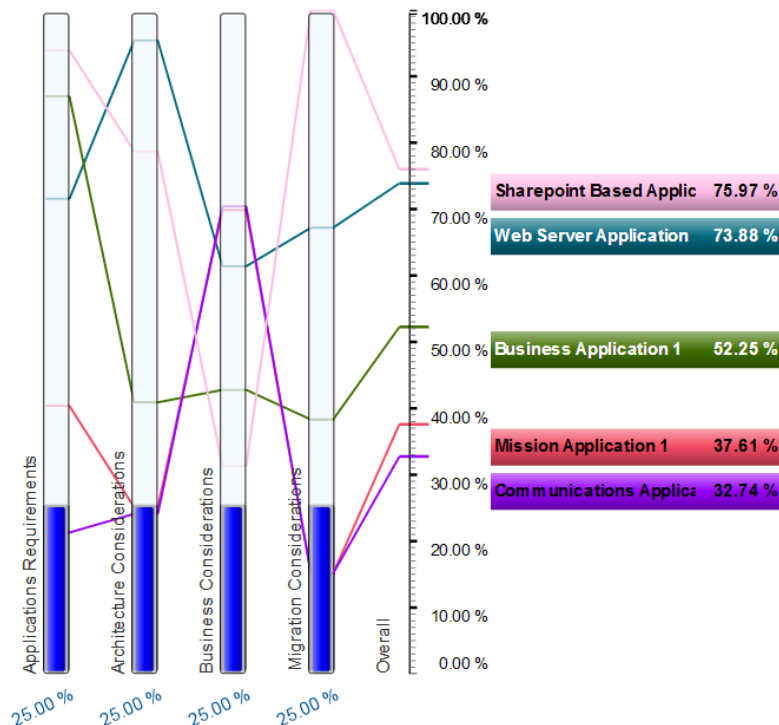 100.00 %
90.00 %
80.00 %
70.00 %
60.00 %
50.00 %
40.00 %
30.00 %
20.00 %
10.00 %
0.00 %
Sharepoint Based Applic 75.97 %
Web Server Application 73.88 %
Business Application 1 52.25 %
Mission Application 1 37.61 %
Communications Applica 32.74 %
Applications Requirements
Architecture Considerations
Business Considerations
Migration Considerations
Overall
25.00 %
25.00 %
25.00 %
25.00 %